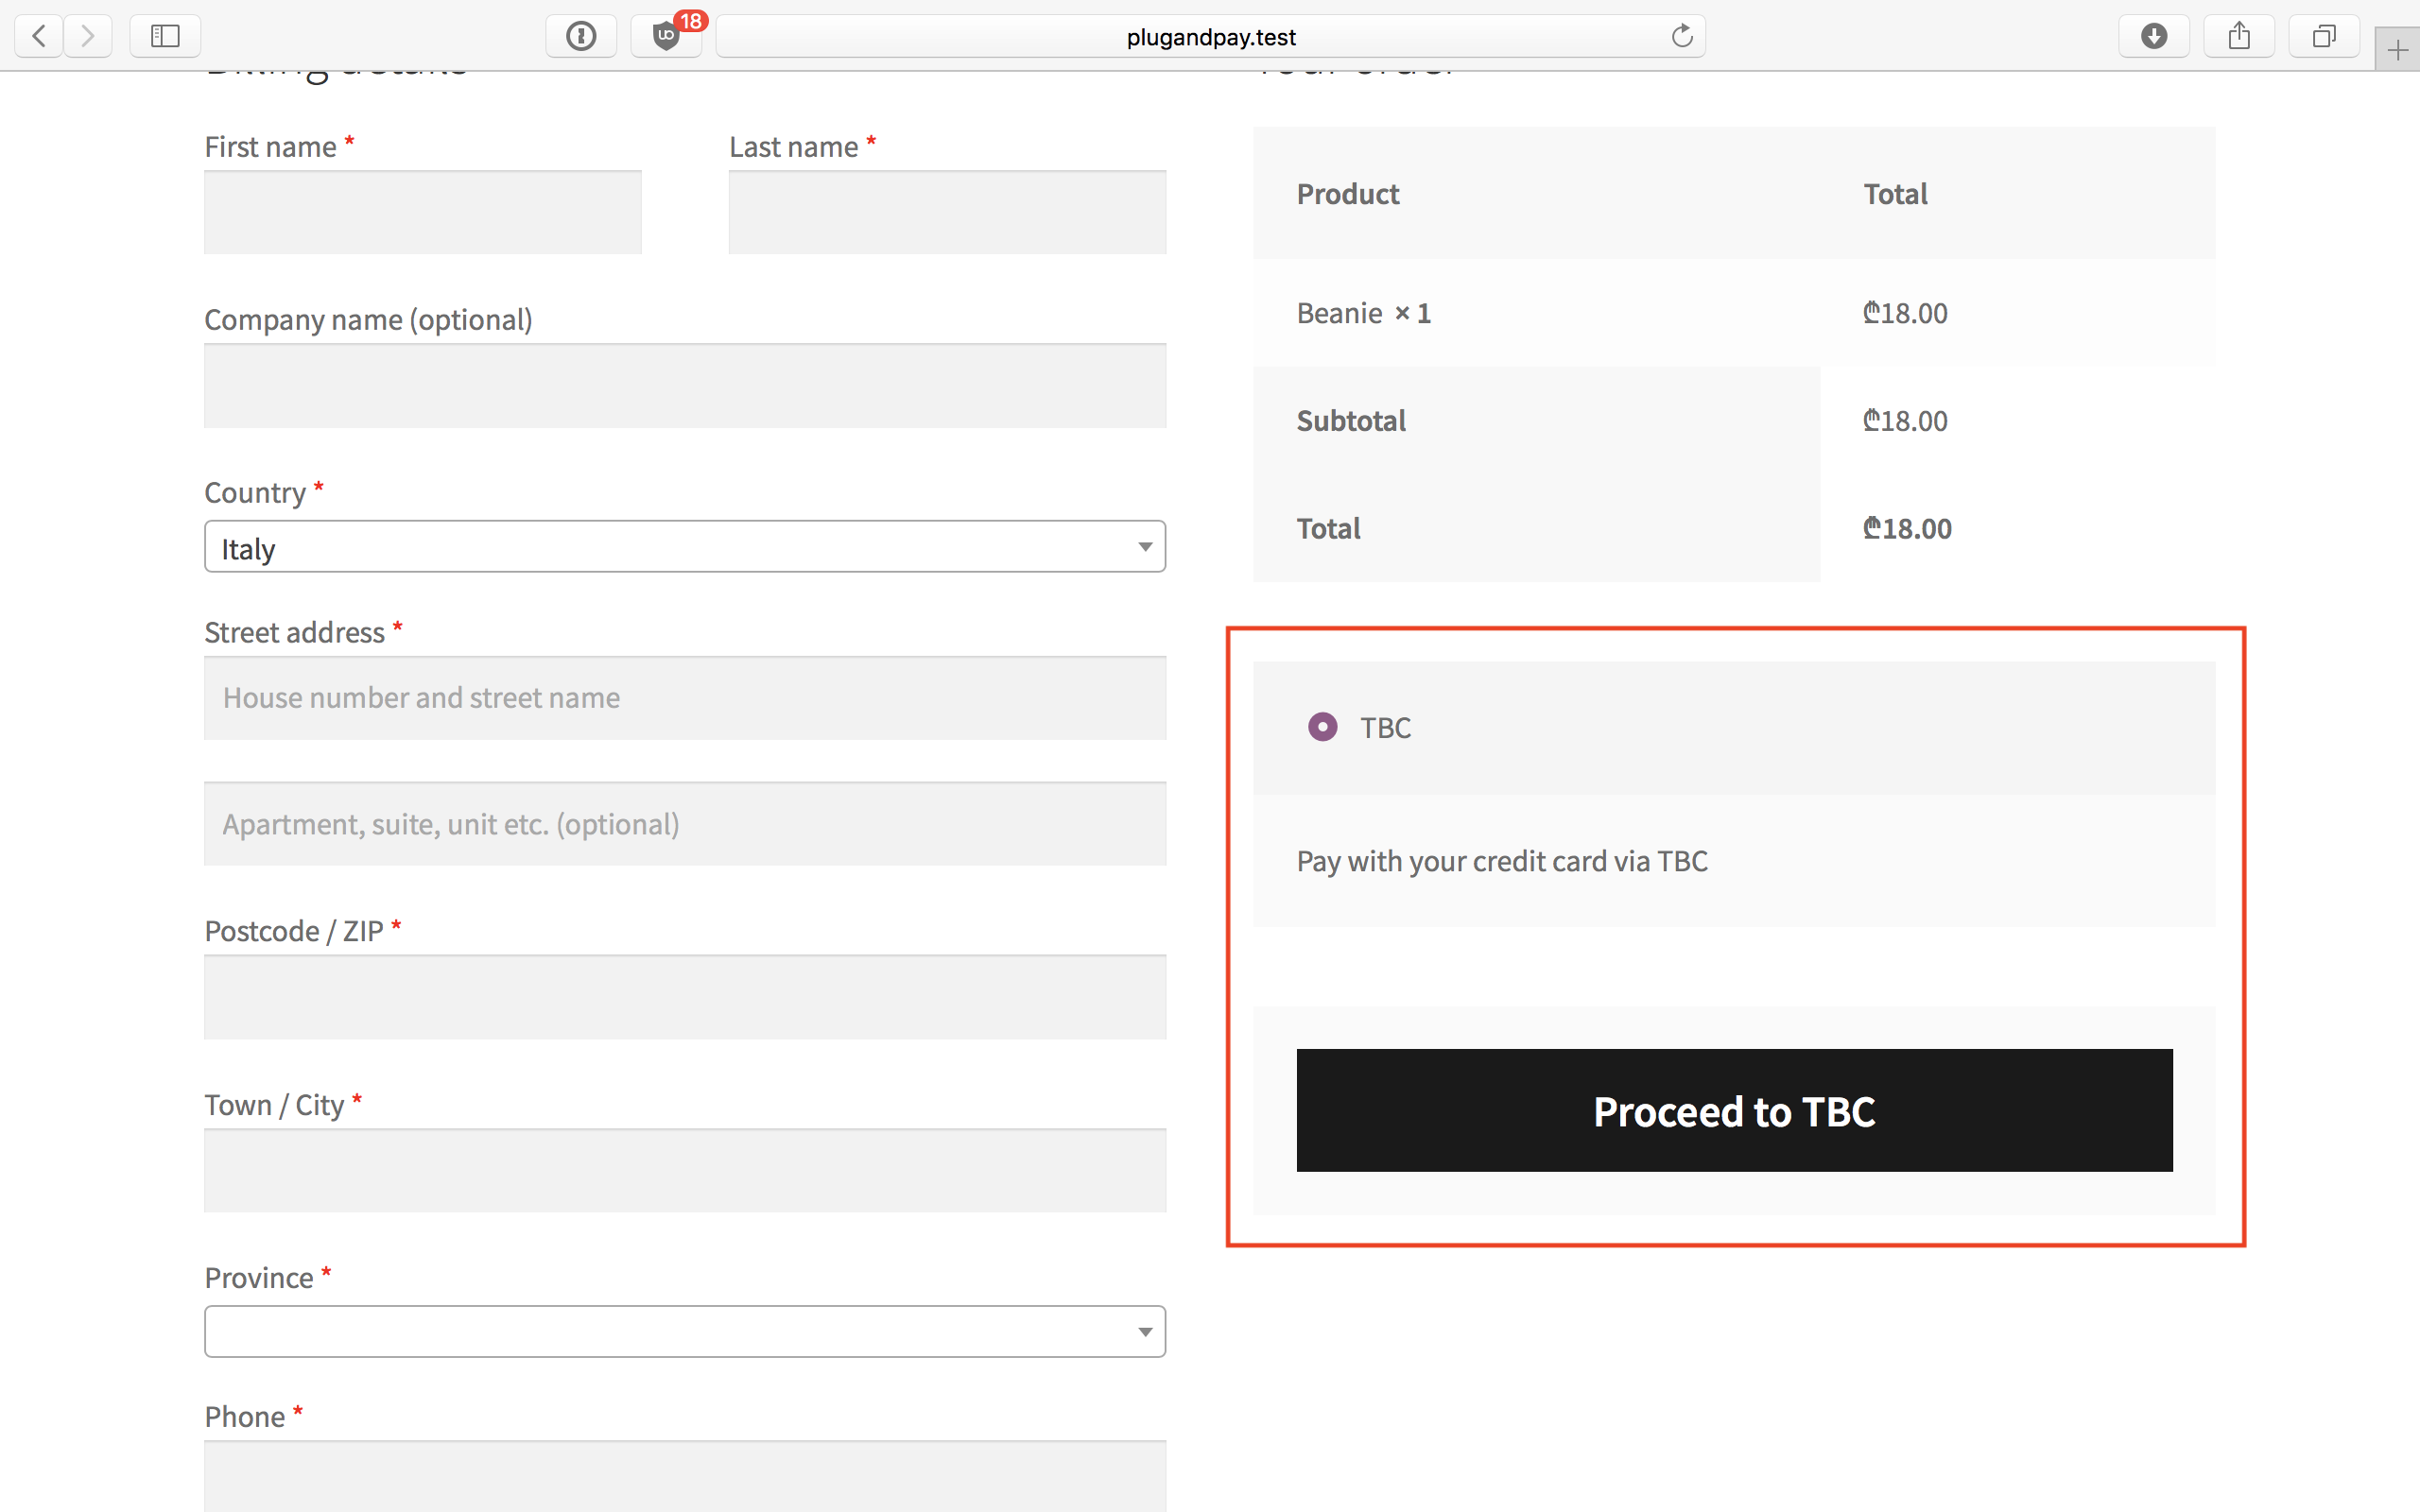 18
plugandpay.test
First name *
Last name *
Company name (optional)
Country *
Italy
Street address *
House number and street name
Apartment, suite, unit etc. (optional)
Postcode / ZIP *
Town / City *
Province *
Phone *
Product Total
Beanie × 1 ₾18.00
Subtotal ₾18.00
Total ₾18.00
TBC
Pay with your credit card via TBC
Proceed to TBC